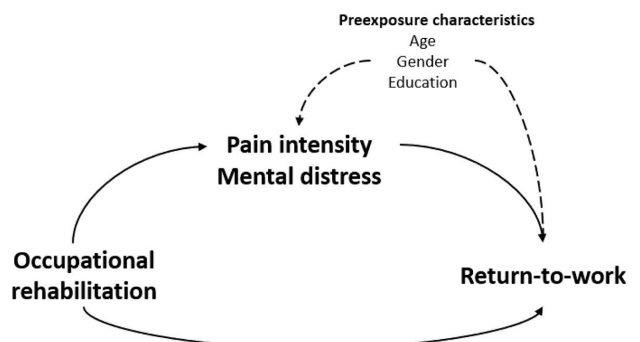 Preexposure characteristics
Age
Gender
Education
Pain intensity
Mental distress
Occupational
rehabilitation
Return-to-work